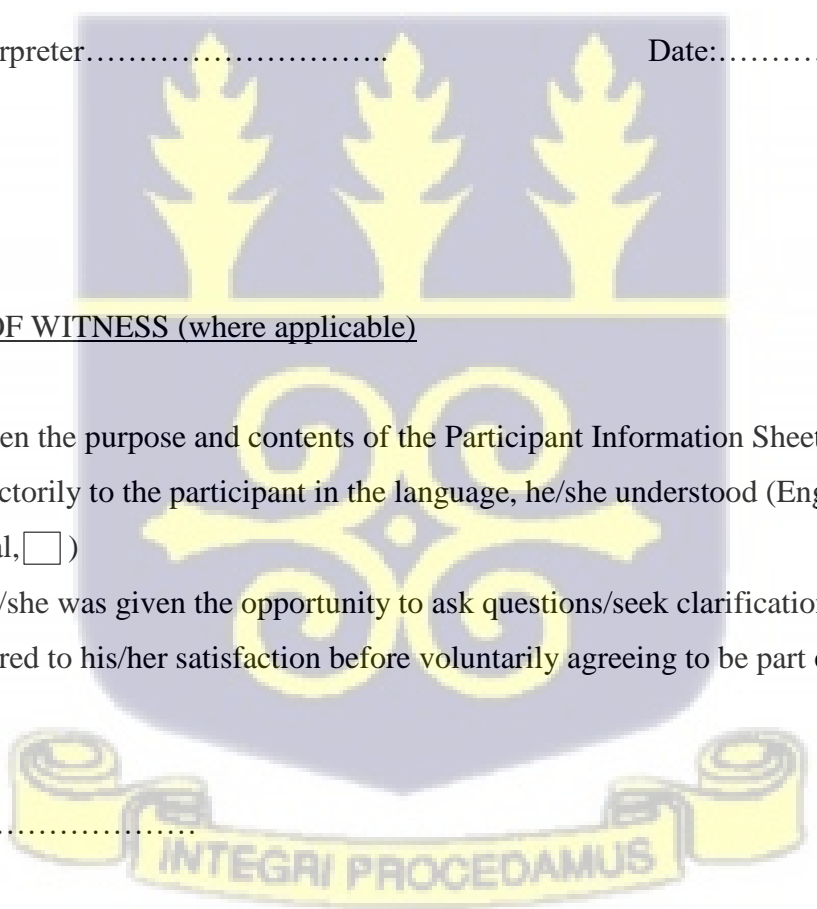 rpreter……………………….. Date:…………
OF WITNESS (where applicable)
en the purpose and contents of the Participant Information Sheet
ctorily to the participant in the language, he/she understood (Eng
al, )
/she was given the opportunity to ask questions/seek clarification
red to his/her satisfaction before voluntarily agreeing to be part
…………………
INTEGRI PROCEDAMUS